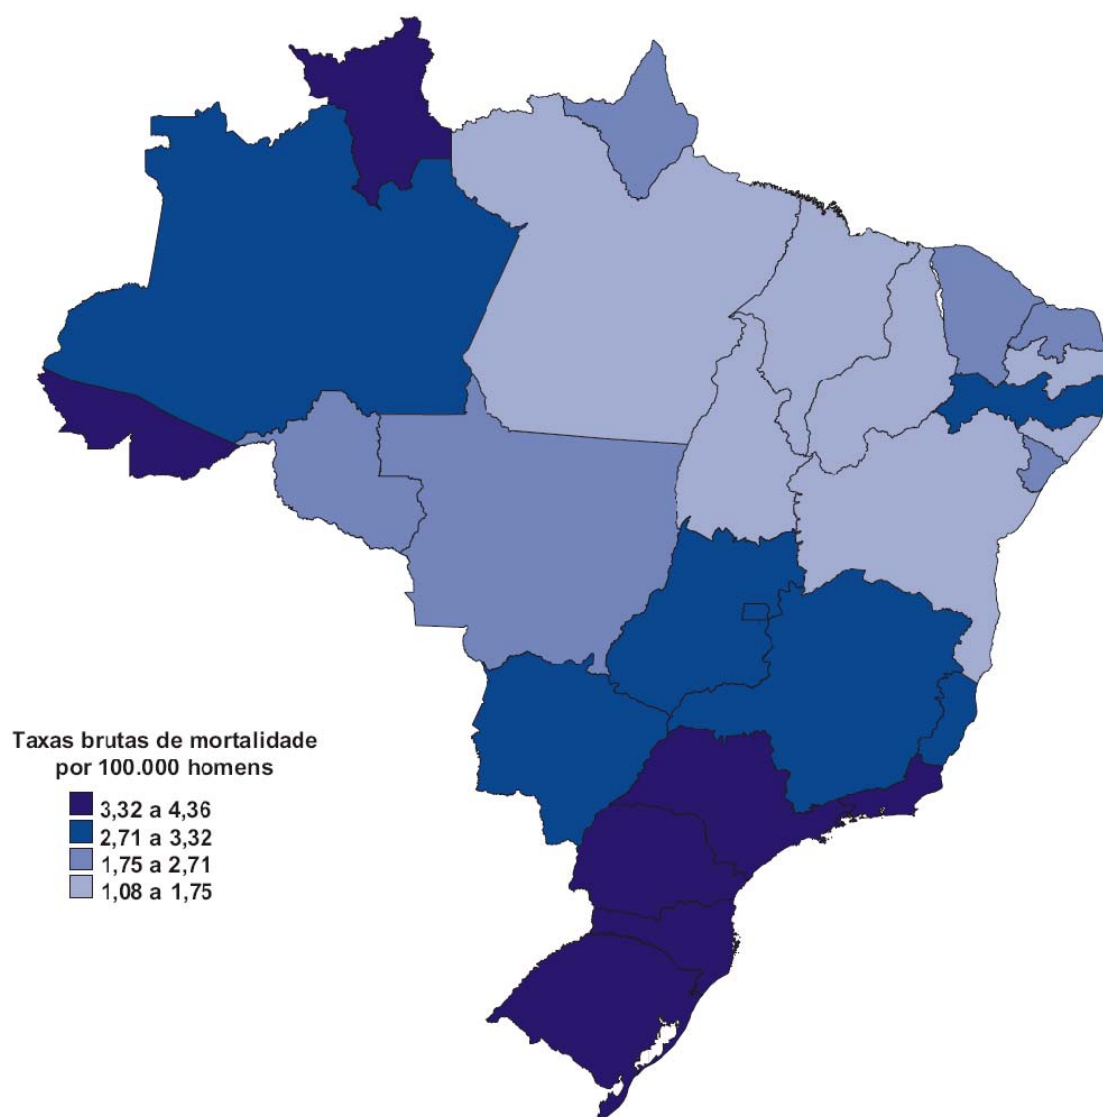 Taxas brutas de mortalidade
por 100.000 homens
3,32 a 4,36
2,71 a 3,32
1,75 a 2,71
1,08 a 1,75